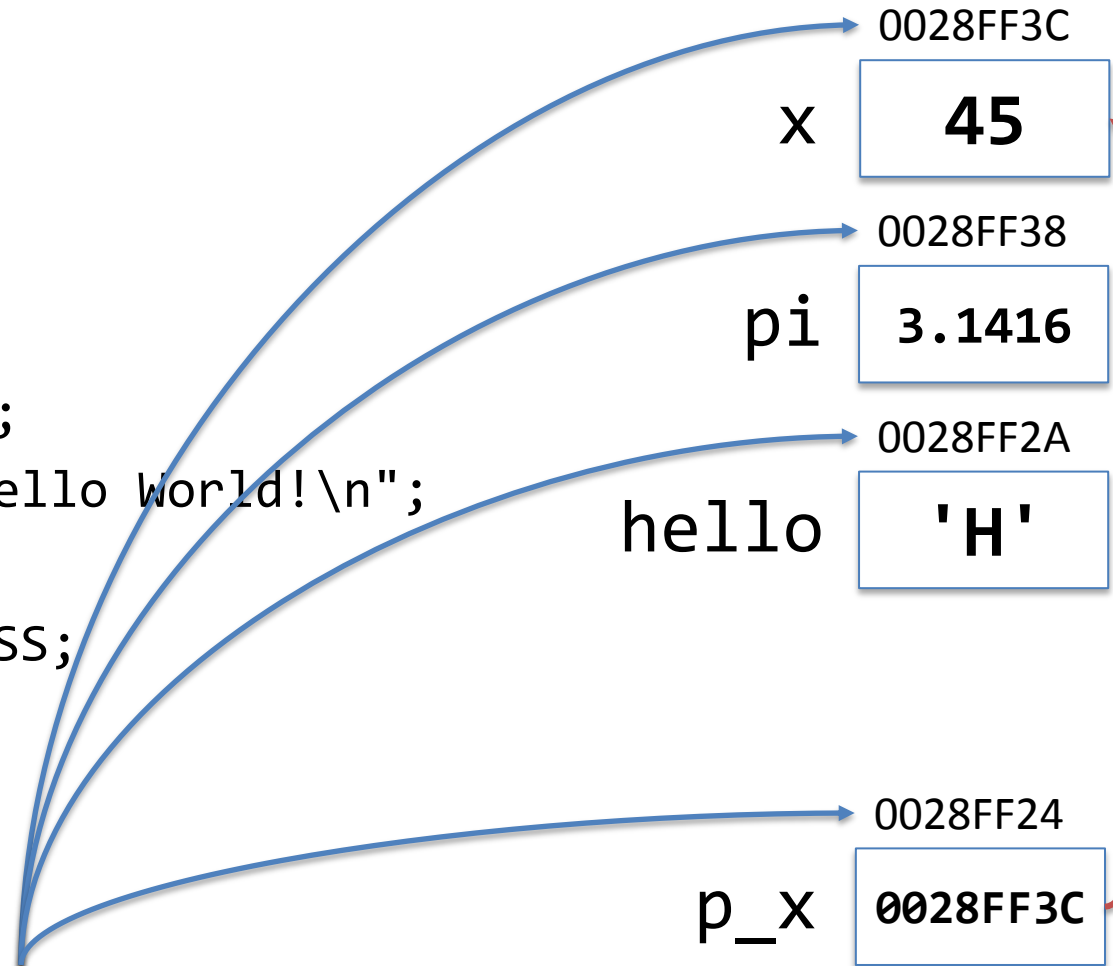 0028FF3C
x 45
0028FF38
pi 3.1416
;
0028FF2A
ello World!\n";
hello 'H'
SS;
0028FF24
p_x 0028FF3C